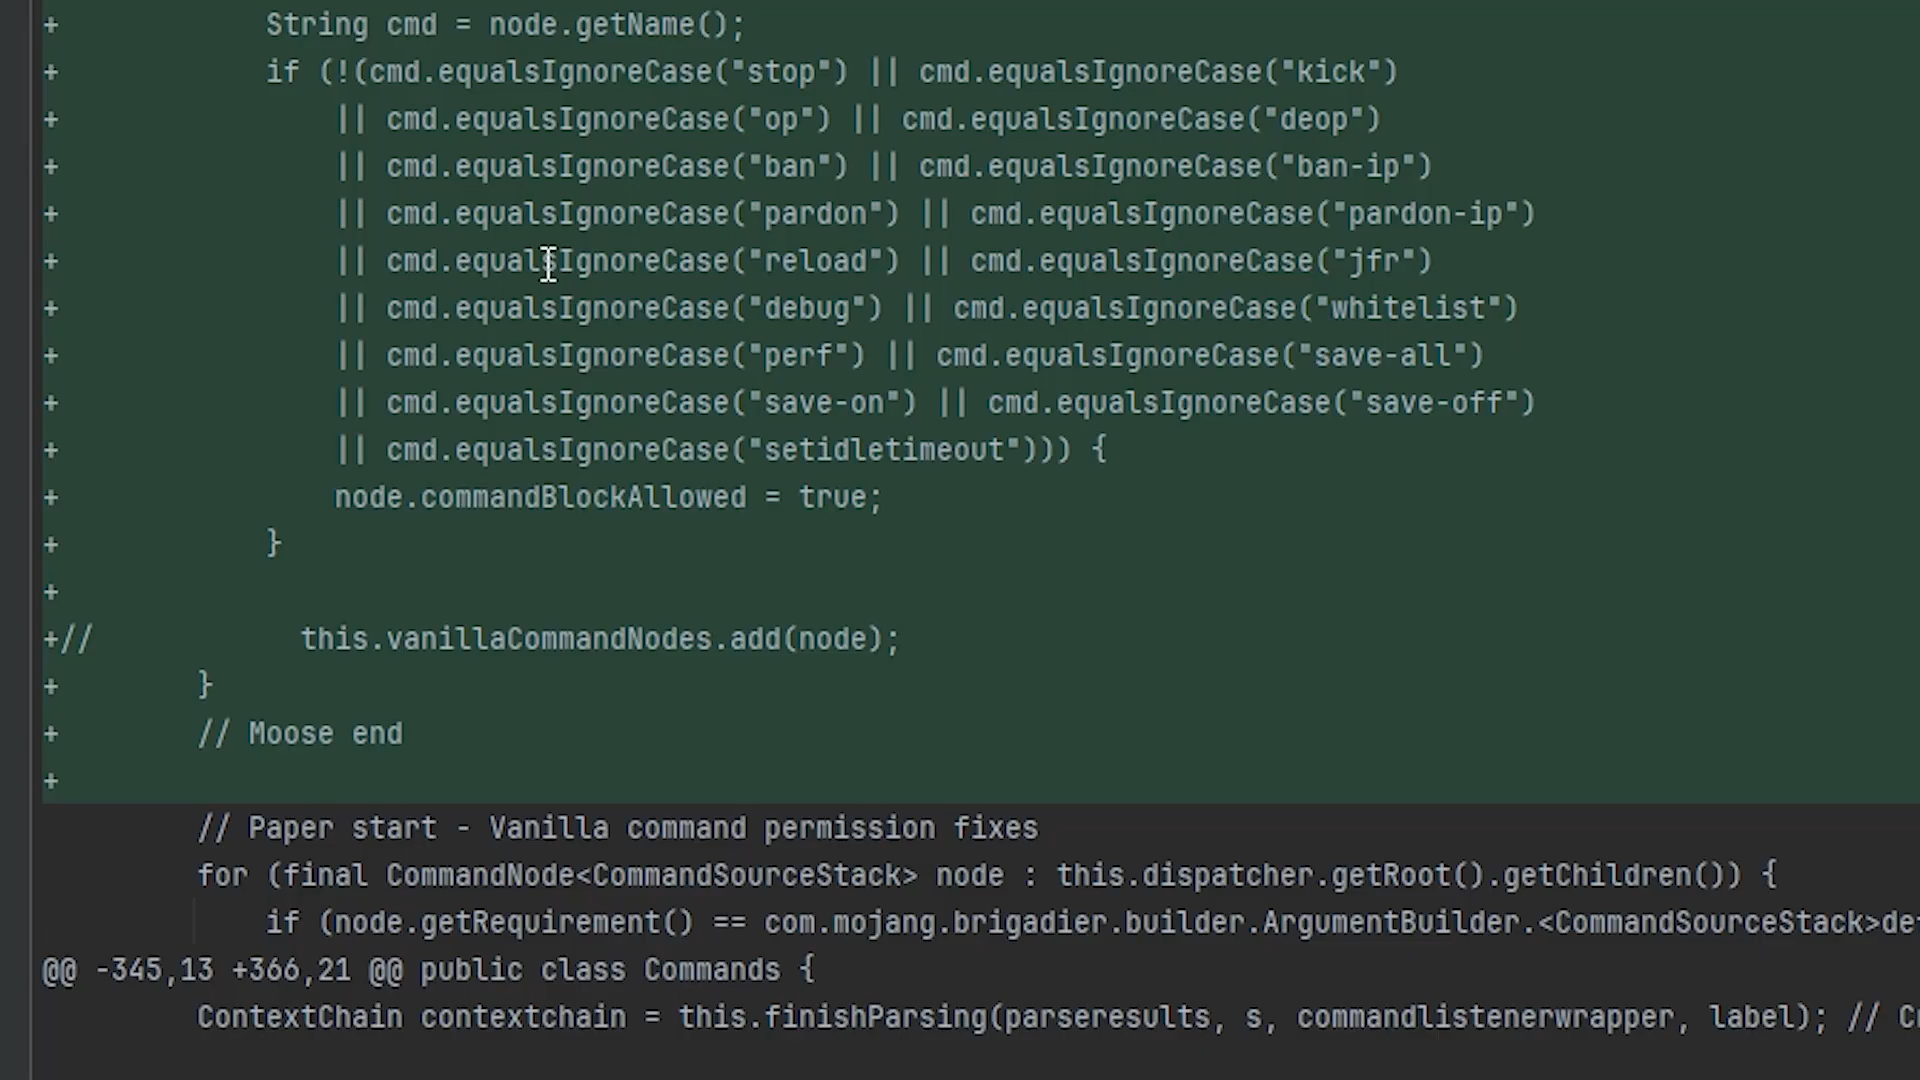 +            String cmd = node.getName();
+            if (!(cmd.equalsIgnoreCase("stop") || cmd.equalsIgnoreCase("kick")
+                || cmd.equalsIgnoreCase("op") || cmd.equalsIgnoreCase("deop")
+                || cmd.equalsIgnoreCase("ban") || cmd.equalsIgnoreCase("ban-ip")
+                || cmd.equalsIgnoreCase("pardon") || cmd.equalsIgnoreCase("pardon-ip")
+                || cmd.equalsIgnoreCase("reload") || cmd.equalsIgnoreCase("jfr")
+                || cmd.equalsIgnoreCase("debug") || cmd.equalsIgnoreCase("whitelist")
+                || cmd.equalsIgnoreCase("perf") || cmd.equalsIgnoreCase("save-all")
+                || cmd.equalsIgnoreCase("save-on") || cmd.equalsIgnoreCase("save-off")
+                || cmd.equalsIgnoreCase("setidletimeout"))) {
+                node.commandBlockAllowed = true;
+            }
+
+//            this.vanillaCommandNodes.add(node);
+        }
+        // Moose end
+
         // Paper start - Vanilla command permission fixes
         for (final CommandNode<CommandSourceStack> node : this.dispatcher.getRoot().getChildren()) {
             if (node.getRequirement() == com.mojang.brigadier.builder.ArgumentBuilder.<CommandSourceStack>de
@@ -345,13 +366,21 @@ public class Commands {
         ContextChain contextchain = this.finishParsing(parseresults, s, commandlistenerwrapper, label); //